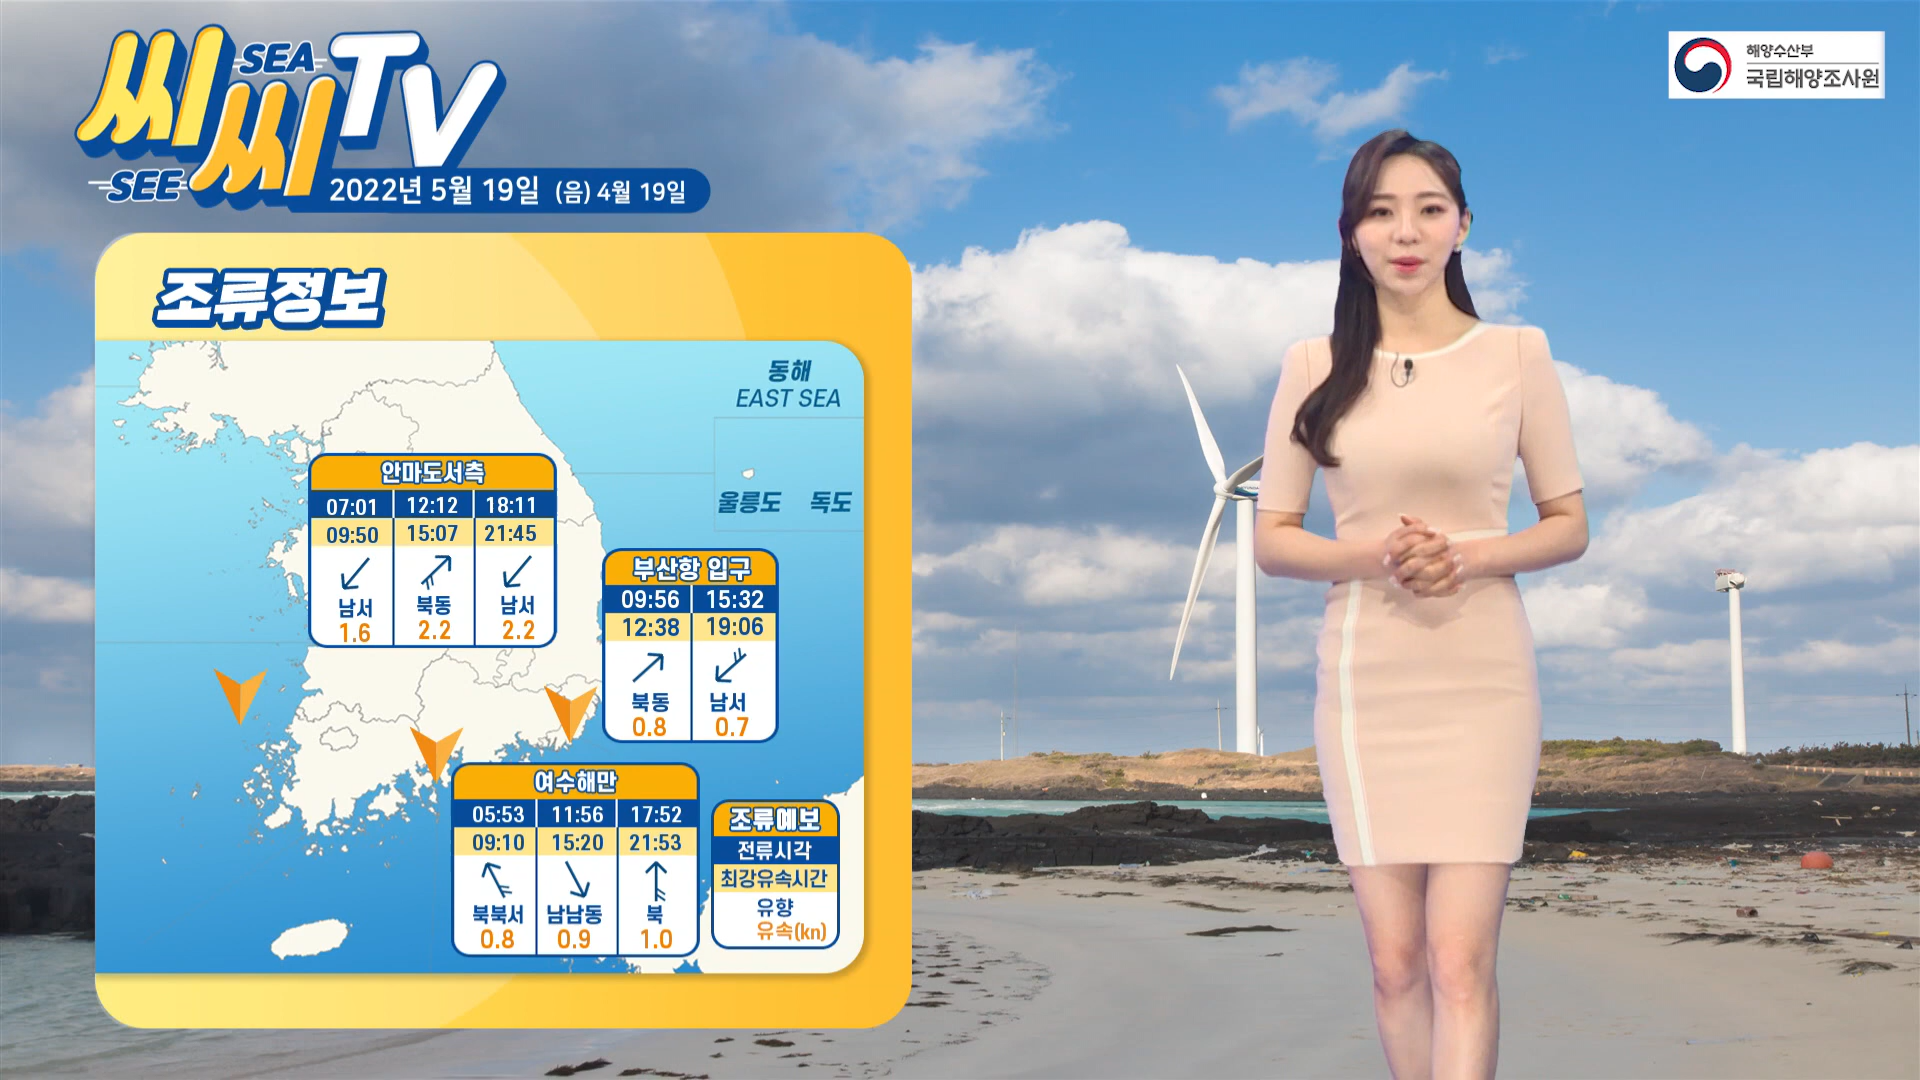 씨씨TV
SEA
SEE
2022년 5월 19일 (음) 4월 19일
해양수산부
국립해양조사원
조류정보
동해
EAST SEA
울릉도 독도
안마도서측
07:01 12:12 18:11
09:50 15:07 21:45
남서 북동 남서
1.6 2.2 2.2
부산항 입구
09:56 15:32
12:38 19:06
북동 남서
0.8 0.7
여수해만
05:53 11:56 17:52
09:10 15:20 21:53
북북서 남남동 북
0.8 0.9 1.0
조류예보
전류시각
최강유속시간
유향
유속(kn)